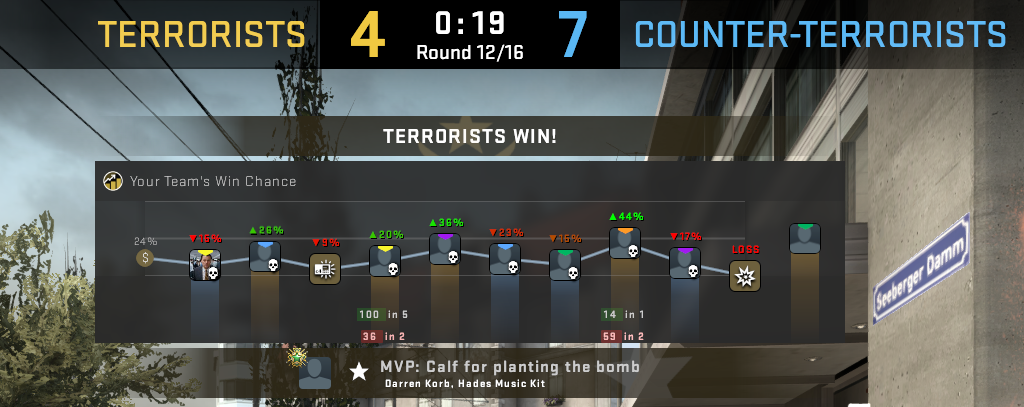 TERRORISTS 4 0:19 7 COUNTER-TERRORISTS
Round 12/16
TERRORISTS WIN!
Your Team's Win Chance
24%
▼15% ▲26% ▼9% ▲20% ▲36% ▼23% ▼15% ▲44% ▼17% LOSS
$
100 in 5 14 in 1
36 in 2 59 in 2
MVP: Calf for planting the bomb
Darren Korb, Hades Music Kit
Seeberger Damm